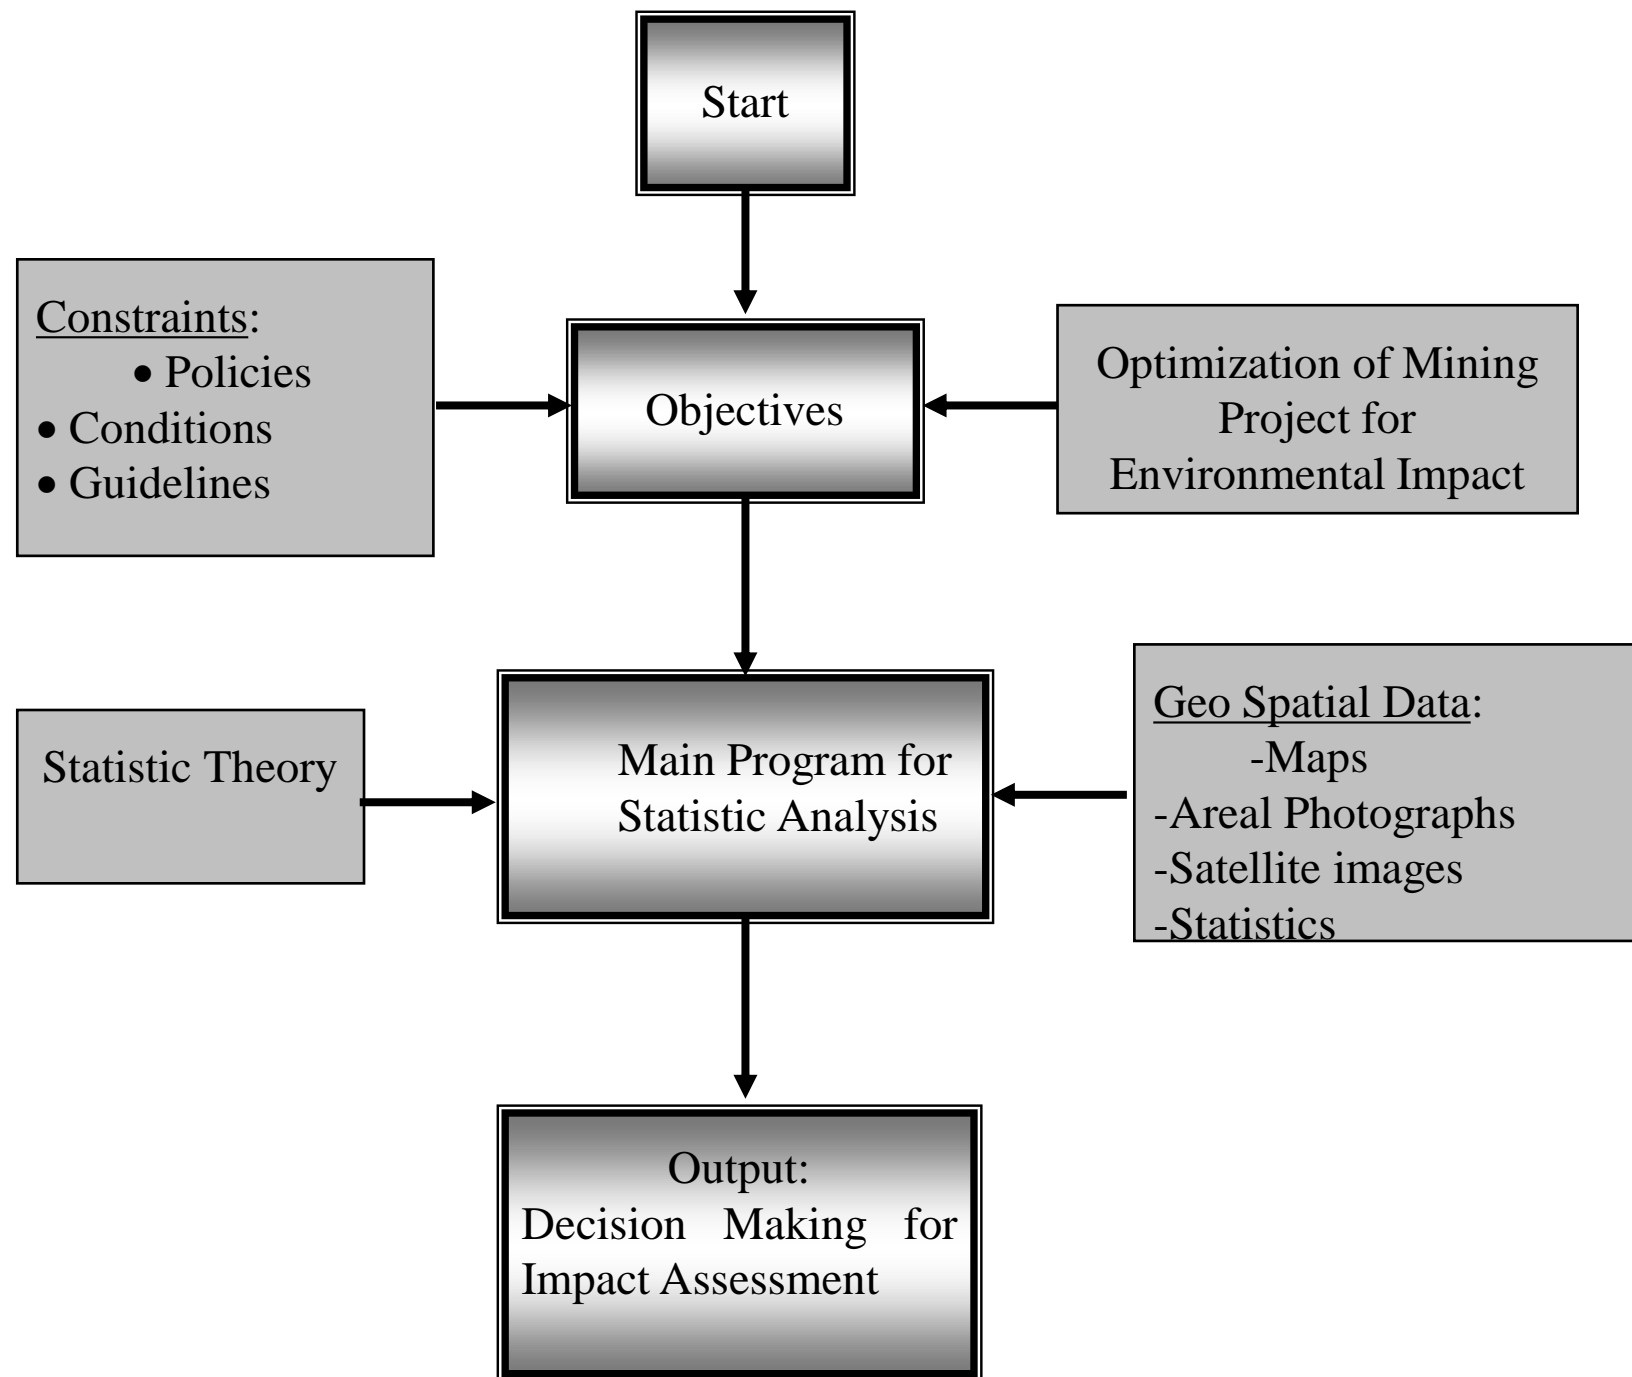 Start
Constraints:
• Policies
• Conditions
• Guidelines
Objectives
Optimization of Mining
Project for
Environmental Impact
Statistic Theory
Main Program for
Statistic Analysis
Geo Spatial Data:
-Maps
-Areal Photographs
-Satellite images
-Statistics
Output:
Decision Making for
Impact Assessment